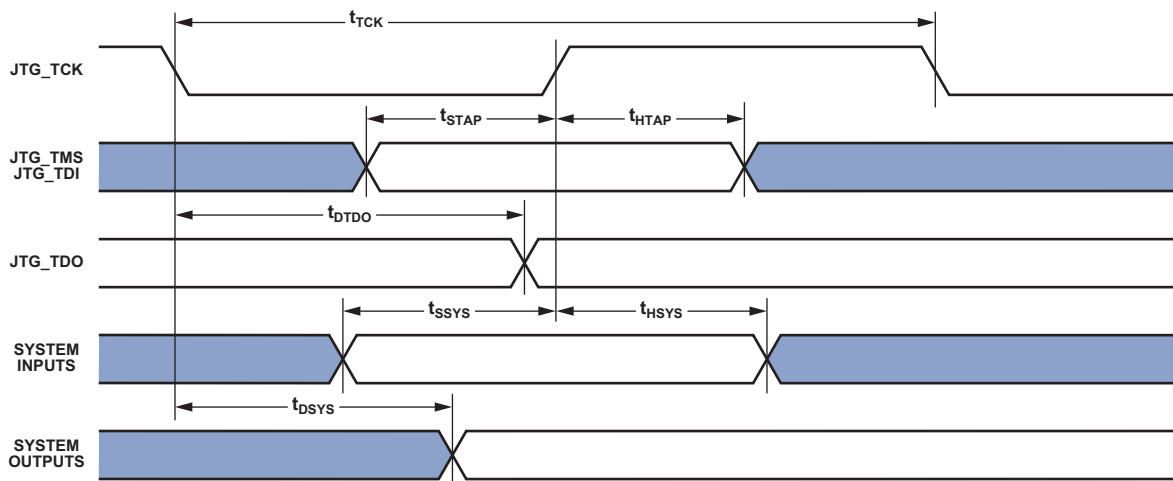 tTCK
JTG_TCK
tSTAP
tHTAP
JTG_TMS
JTG_TDI
tDTDO
JTG_TDO
tSSYS
tHSYS
SYSTEM
INPUTS
tDSYS
SYSTEM
OUTPUTS